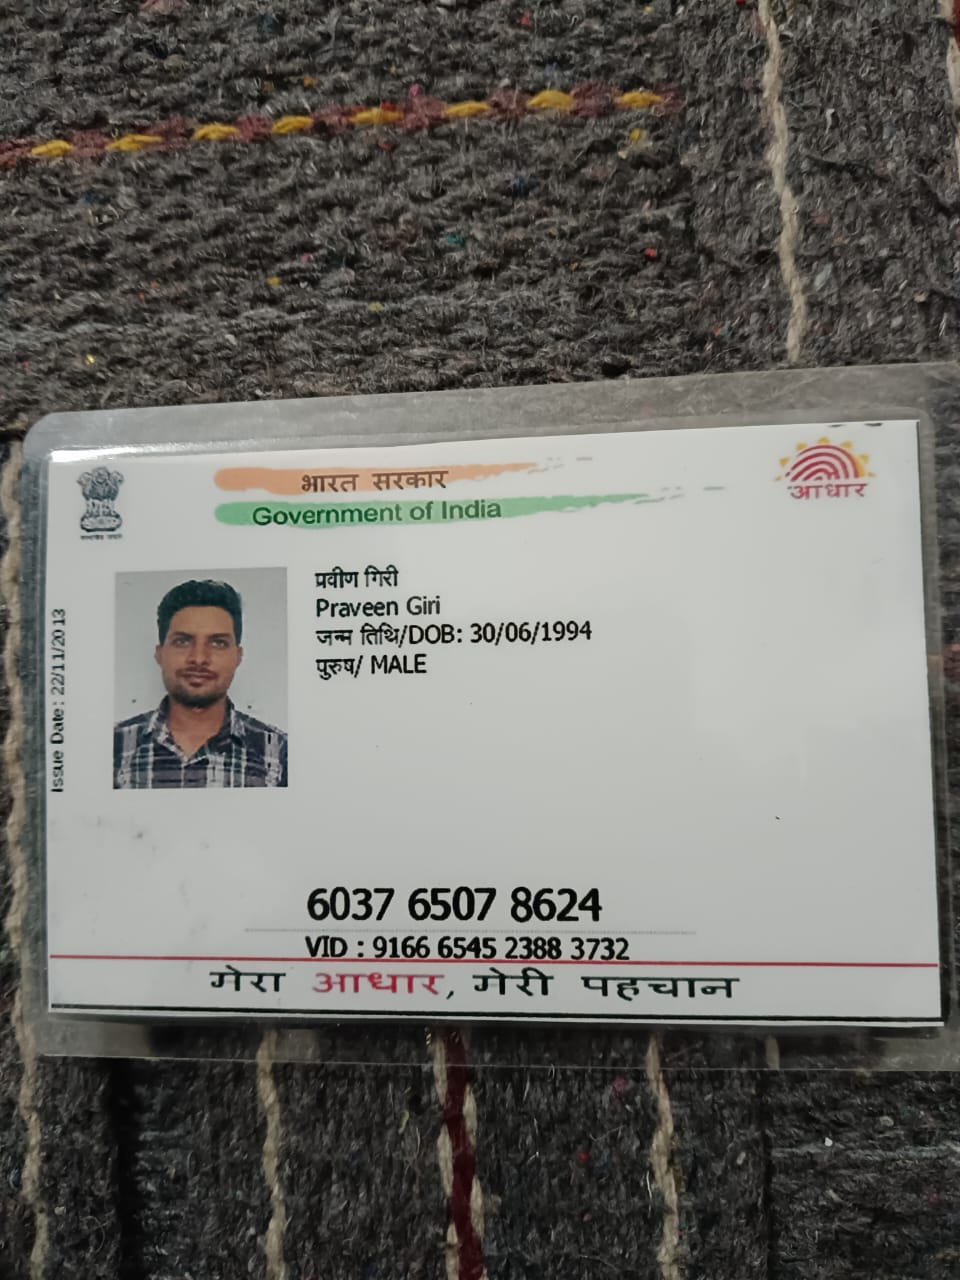 भारत सरकार
Government of India
आधार
Issue Date: 22/11/2013
प्रवीण गिरी
Praveen Giri
जन्म तिथि/DOB: 30/06/1994
पुरुष/ MALE
6037 6507 8624
VID : 9166 6545 2388 3732
मेरा आधार, मेरी पहचान